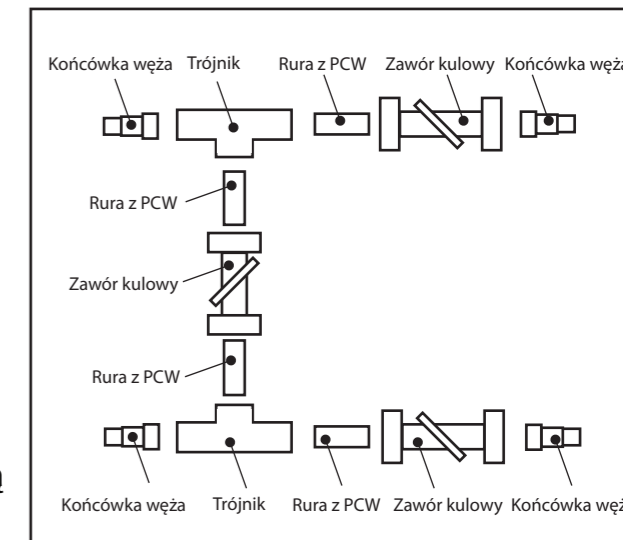 Końcówka węża Trójnik Rura z PCW Zawór kulowy Końcówka węża
Rura z PCW
Zawór kulowy
Rura z PCW
ą
Końcówka węża Trójnik Rura z PCW Zawór kulowy Końcówka węż